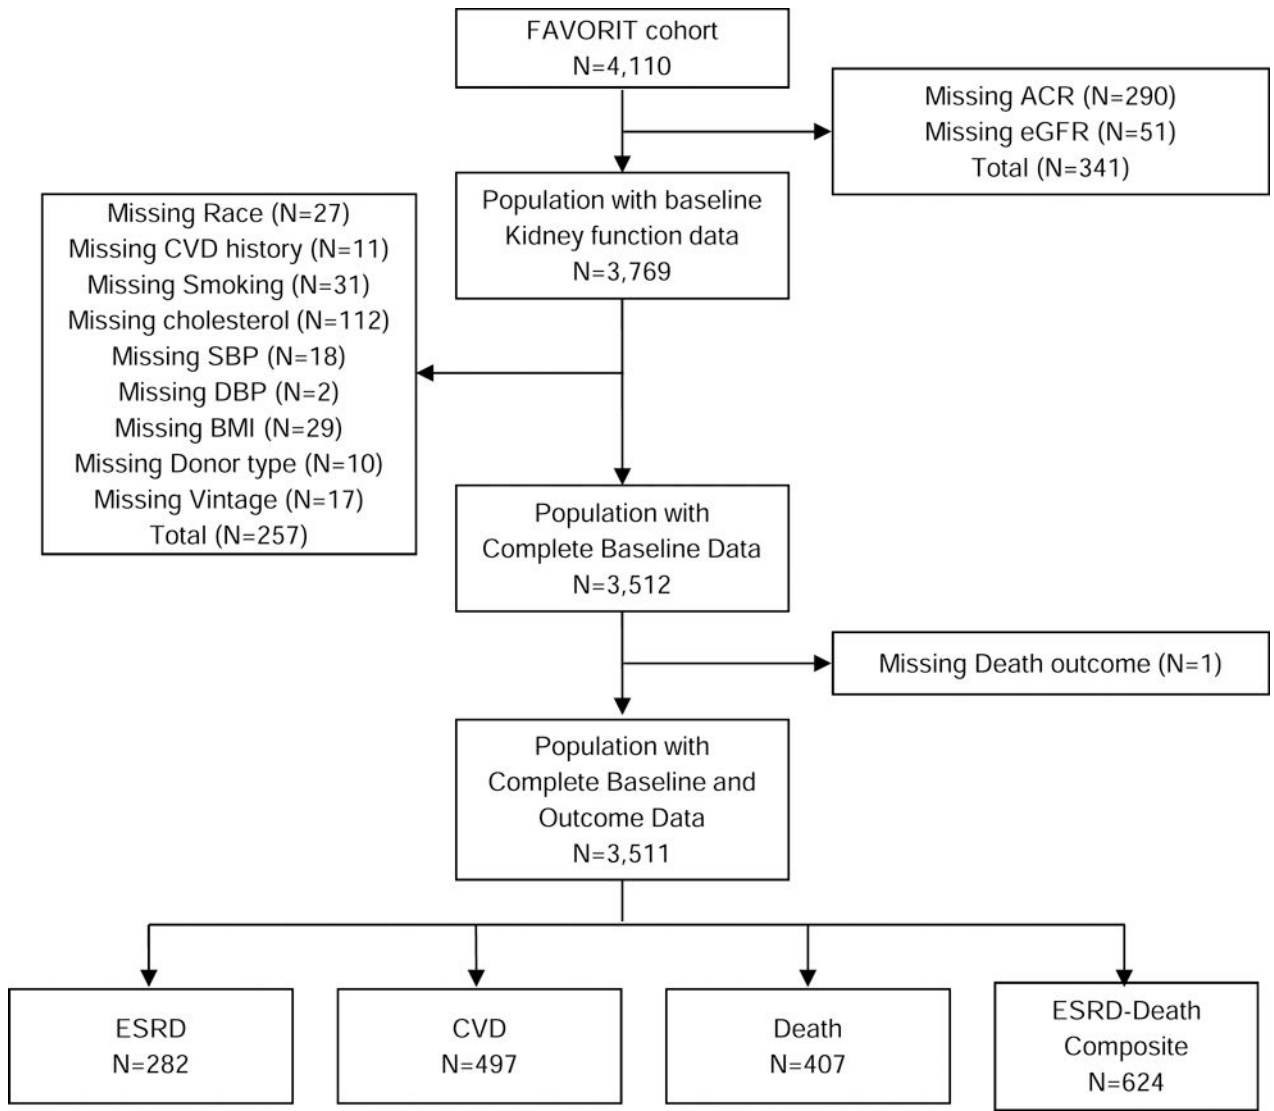 FAVORIT cohort
N=4,110
Missing ACR (N=290)
Missing eGFR (N=51)
Total (N=341)
Population with baseline
Kidney function data
N=3,769
Missing Race (N=27)
Missing CVD history (N=11)
Missing Smoking (N=31)
Missing cholesterol (N=112)
Missing SBP (N=18)
Missing DBP (N=2)
Missing BMI (N=29)
Missing Donor type (N=10)
Missing Vintage (N=17)
Total (N=257)
Population with
Complete Baseline Data
N=3,512
Missing Death outcome (N=1)
Population with
Complete Baseline and
Outcome Data
N=3,511
ESRD
N=282
CVD
N=497
Death
N=407
ESRD-Death
Composite
N=624